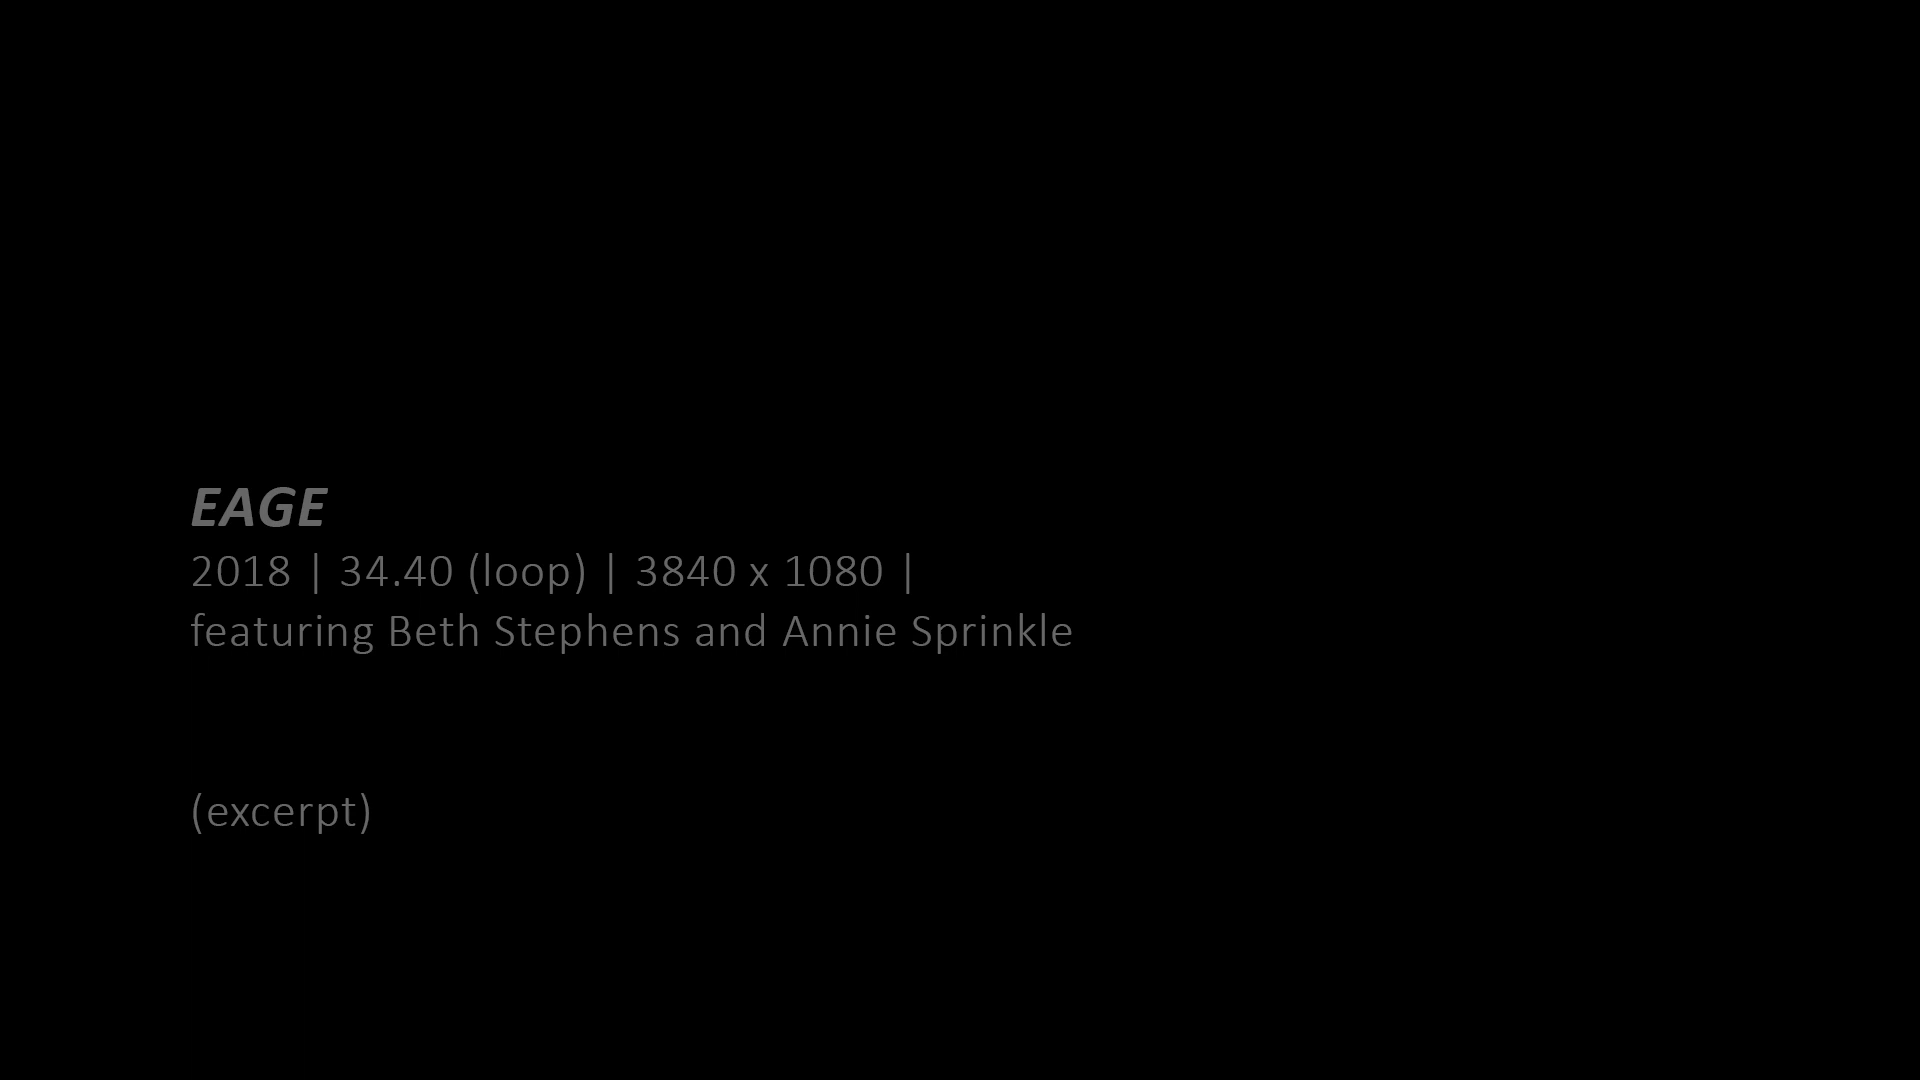 EAGE
2018 | 34.40 (loop) | 3840 x 1080 |
featuring Beth Stephens and Annie Sprinkle
(excerpt)